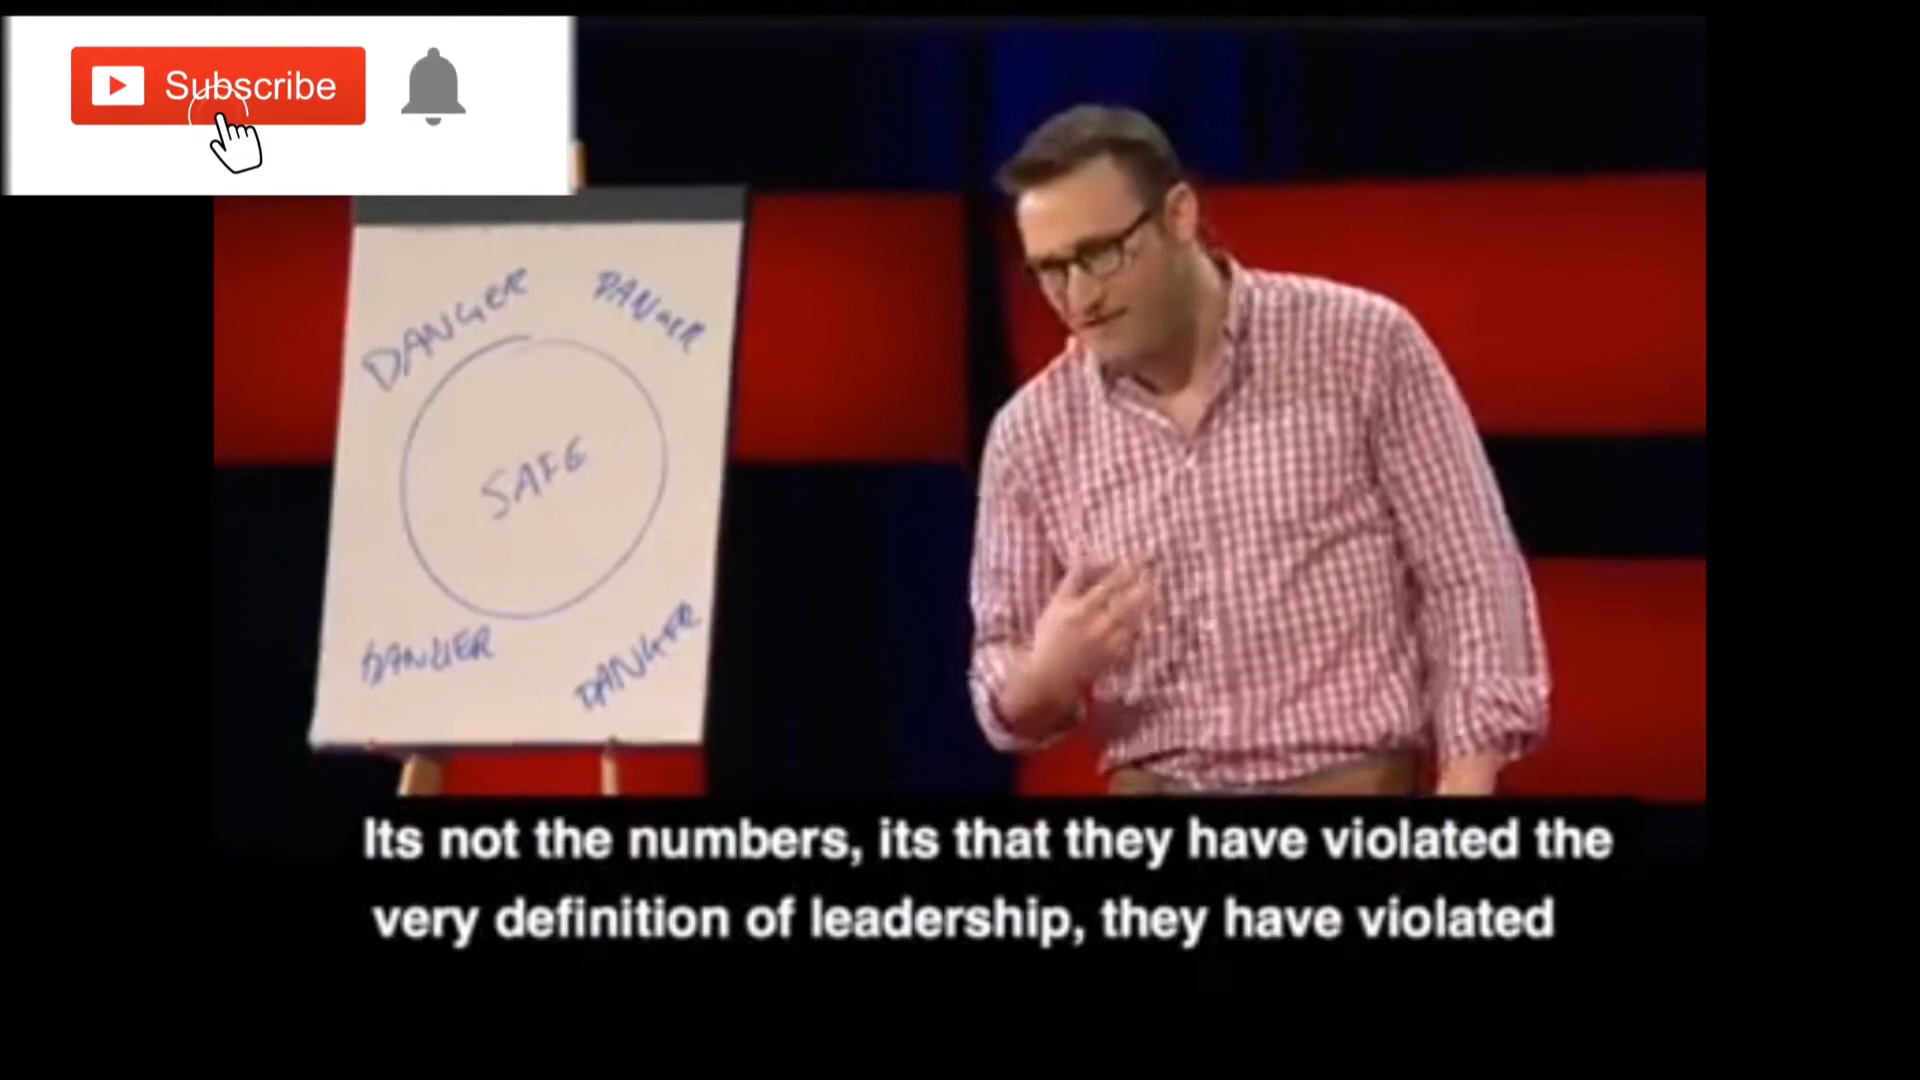 Subscribe
DANGER
DANGER
SAFE
DANGER
DANGER
Its not the numbers, its that they have violated the
very definition of leadership, they have violated